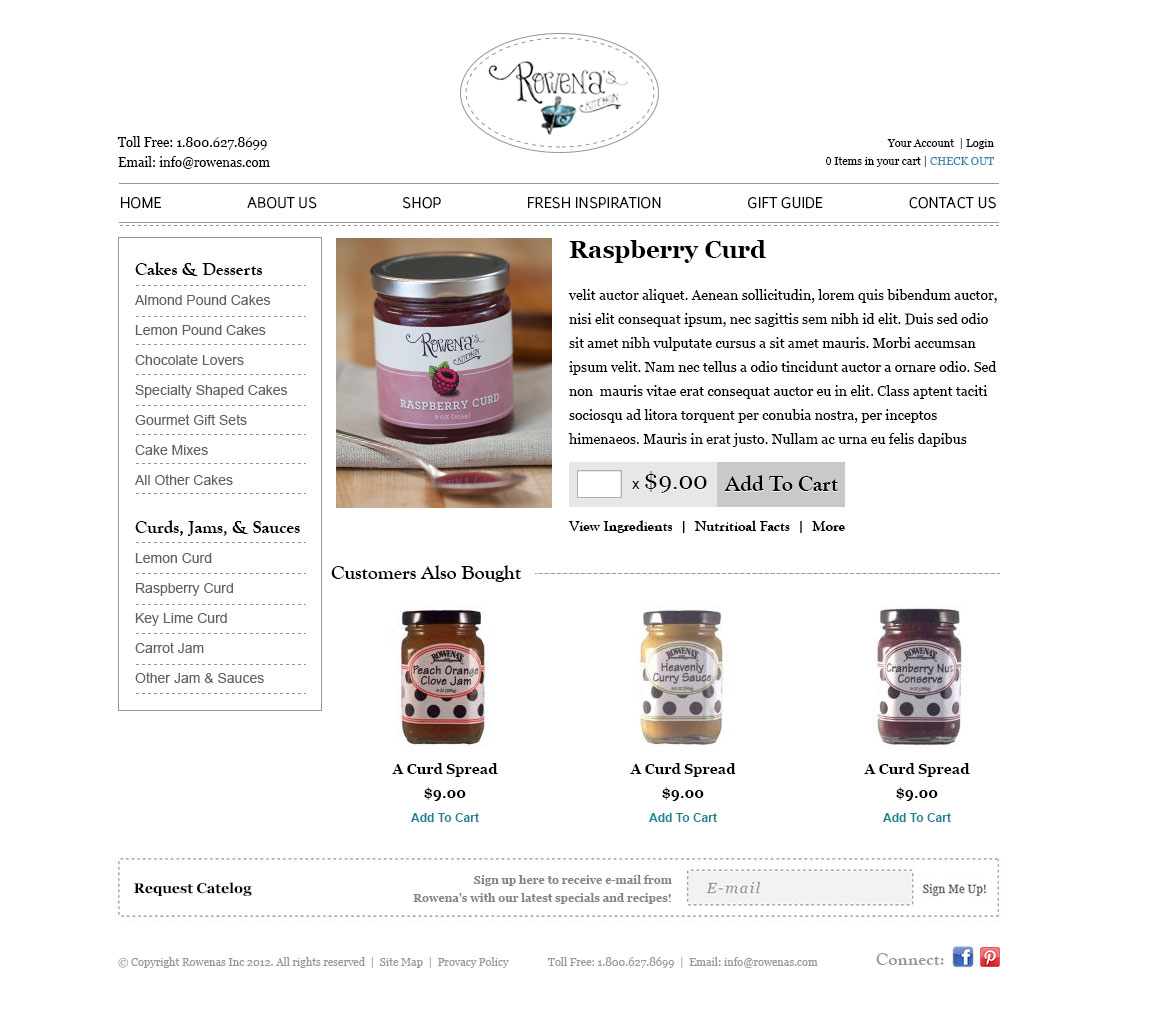 Rowena's
Kitchen
Toll Free: 1.800.627.8699
Email: info@rowenas.com
Your Account | Login
0 Items in your cart | CHECK OUT
HOME ABOUT US SHOP FRESH INSPIRATION GIFT GUIDE CONTACT US
Cakes & Desserts
Almond Pound Cakes
Lemon Pound Cakes
Chocolate Lovers
Specialty Shaped Cakes
Gourmet Gift Sets
Cake Mixes
All Other Cakes
Curds, Jams, & Sauces
Lemon Curd
Raspberry Curd
Key Lime Curd
Carrot Jam
Other Jam & Sauces
Rowena's
Kitchen
RASPBERRY CURD
9 OZ (255g)
Raspberry Curd
velit auctor aliquet. Aenean sollicitudin, lorem quis bibendum auctor,
nisi elit consequat ipsum, nec sagittis sem nibh id elit. Duis sed odio
sit amet nibh vulputate cursus a sit amet mauris. Morbi accumsan
ipsum velit. Nam nec tellus a odio tincidunt auctor a ornare odio. Sed
non mauris vitae erat consequat auctor eu in elit. Class aptent taciti
sociosqu ad litora torquent per conubia nostra, per inceptos
himenaeos. Mauris in erat justo. Nullam ac urna eu felis dapibus
x $9.00 Add To Cart
View Ingredients | Nutritioal Facts | More
Customers Also Bought
ROWENA'S
Peach Orange
Clove Jam
ROWENA'S
Heavenly
Curry Sauce
ROWENA'S
Cranberry Nut
Conserve
A Curd Spread
$9.00
Add To Cart
A Curd Spread
$9.00
Add To Cart
A Curd Spread
$9.00
Add To Cart
Request Catelog
Sign up here to receive e-mail from
Rowena's with our latest specials and recipes!
E-mail
Sign Me Up!
© Copyright Rowenas Inc 2012. All rights reserved | Site Map | Provacy Policy
Toll Free: 1.800.627.8699 | Email: info@rowenas.com
Connect: